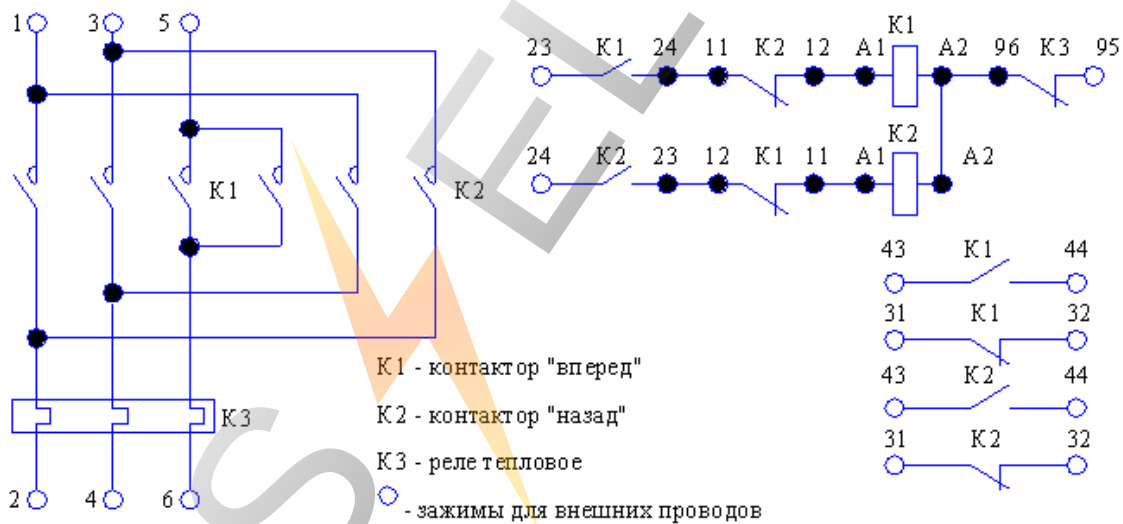 1 3 5
K1 K2
K3
2 4 6
23 K1 24 11 K2 12 A1 K1 A2 96 K3 95
24 K2 23 12 K1 11 A1 K2 A2
43 K1 44
31 K1 32
43 K2 44
31 K2 32
K1 - контактор "вперед"
K2 - контактор "назад"
K3 - реле тепловое
- зажимы для внешних проводов
S EL